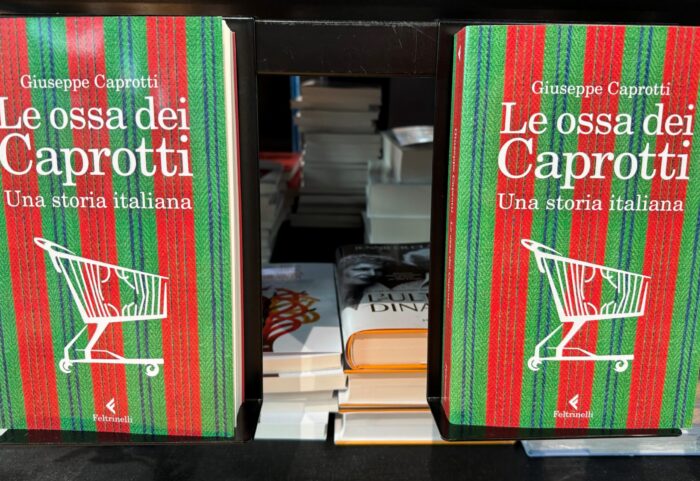 Giuseppe Caprotti
Le ossa dei
Caprotti
Una storia italiana
Feltrinelli
Giuseppe Caprotti
Le ossa dei
Caprotti
Una storia italiana
Feltrinelli